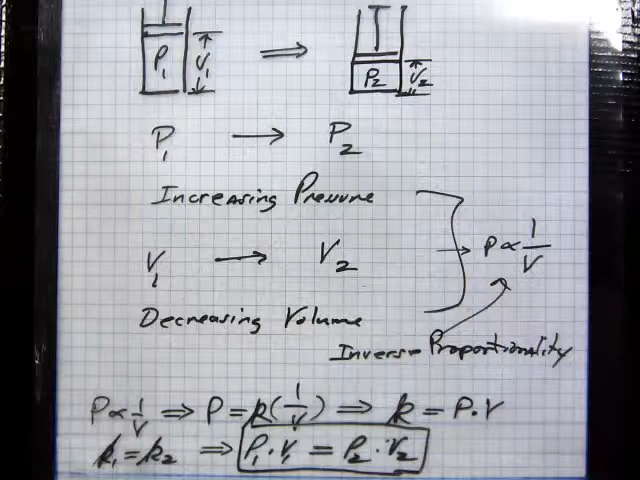 P₁ V₁ ⟹ P₂ V₂
P₁ → P₂
Increasing Pressure
V₁ → V₂
P ∝ 1/V
Decreasing Volume
Inverse Proportionality
P ∝ 1/V ⟹ P = k(1/V) ⟹ k = P·V
k₁ = k₂ ⟹ P₁·V₁ = P₂·V₂